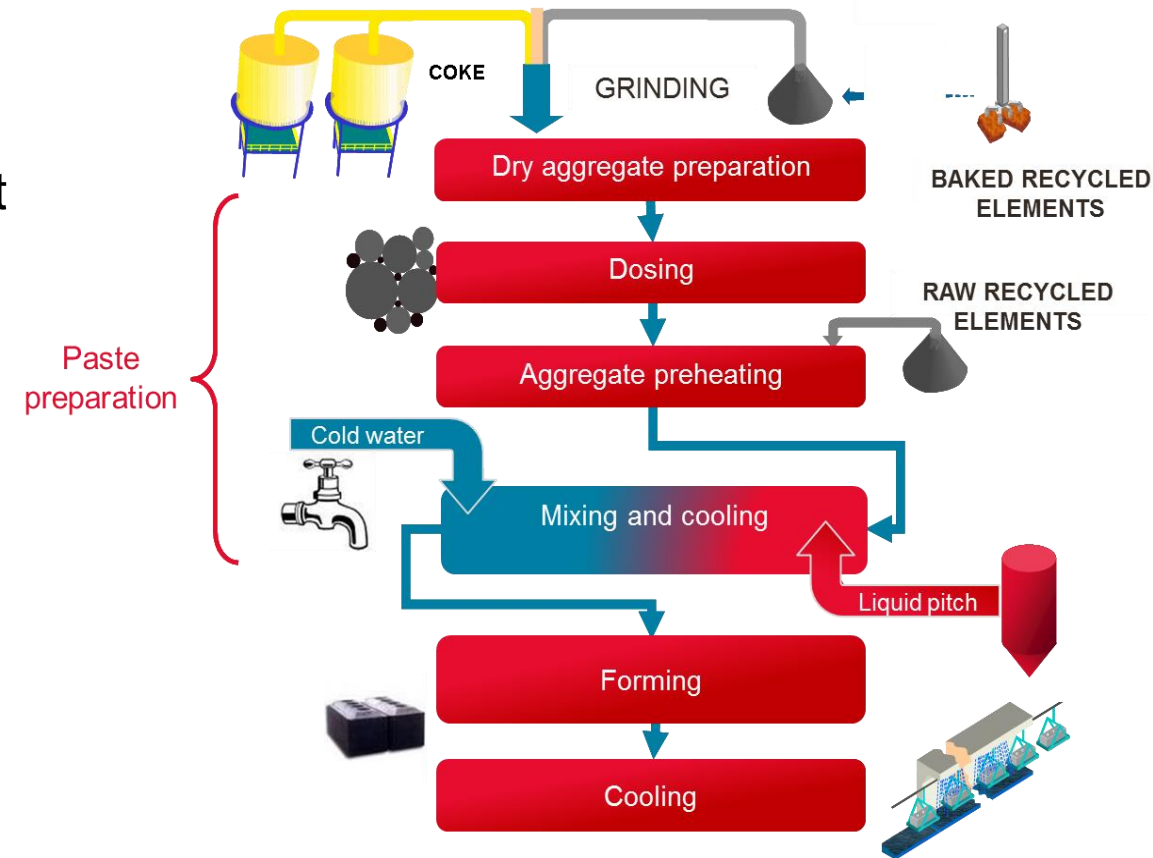 COKE
GRINDING
Dry aggregate preparation
BAKED RECYCLED
ELEMENTS
t
Dosing
RAW RECYCLED
ELEMENTS
Paste
preparation
Aggregate preheating
Cold water
Mixing and cooling
Liquid pitch
Forming
Cooling